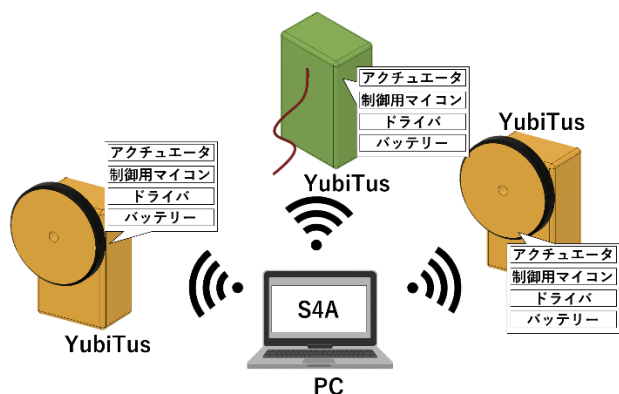 アクチュエータ
制御用マイコン
ドライバ
バッテリー
YubiTus
YubiTus
アクチュエータ
制御用マイコン
ドライバ
バッテリー
YubiTus
アクチュエータ
制御用マイコン
ドライバ
バッテリー
YubiTus
S4A
PC